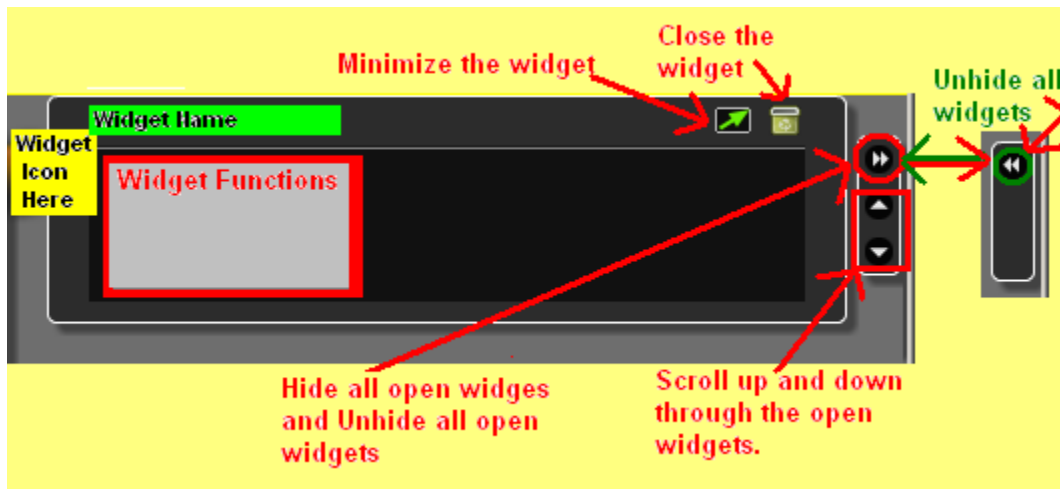 Close the
widget
Minimize the widget
Unhide all
widgets
Widget Name
Widget
Icon
Here
Widget Functions
Hide all open widges
and Unhide all open
widgets
Scroll up and down
through the open
widgets.